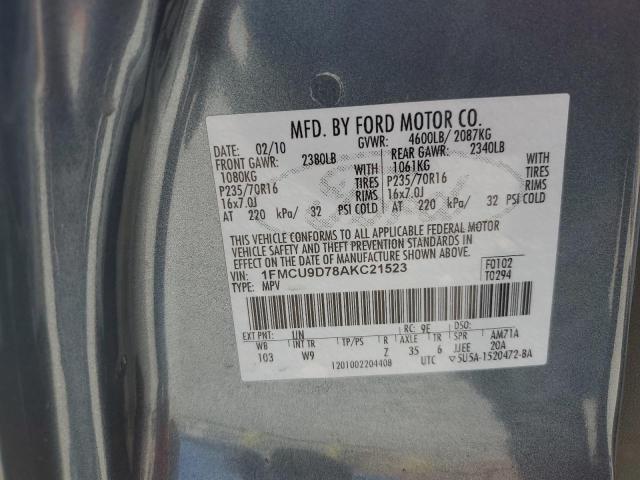 MFD. BY FORD MOTOR CO.
DATE: 02/10 GVWR: 4600LB/ 2087KG
FRONT GAWR: 2380LB REAR GAWR: 2340LB
1080KG WITH 1061KG WITH
P235/70R16 TIRES P235/70R16 TIRES
16x7.0J RIMS 16x7.0J RIMS
AT 220 kPa/ 32 PSI COLD AT 220 kPa/ 32 PSI COLD
Ford
THIS VEHICLE CONFORMS TO ALL APPLICABLE FEDERAL MOTOR
VEHICLE SAFETY AND THEFT PREVENTION STANDARDS IN
EFFECT ON THE DATE OF MANUFACTURE SHOWN ABOVE.
VIN: 1FMCU9D78AKC21523 F0102
TYPE: MPV T0294
EXT PNT: UN RC: 9E DSO:
WB INT TR TP/PS R AXLE TR SPR AM71A
103 W9 Z 35 6 JJEE 20A
1201002204408 UTC 5U5A-1520472-BA